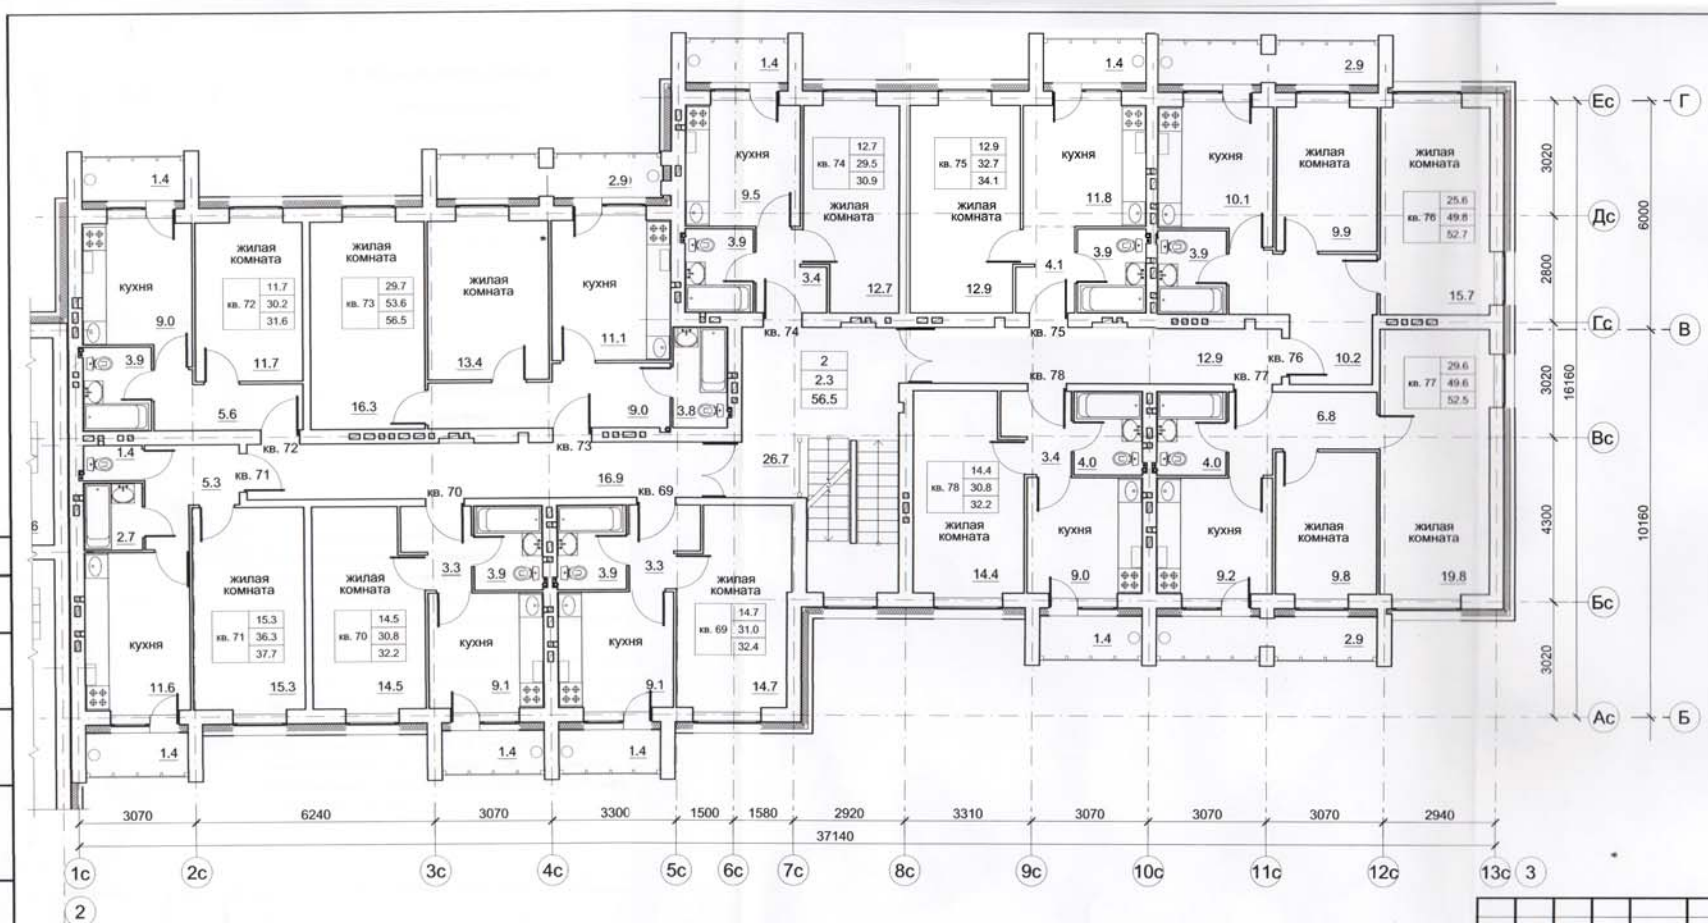 1.4
1.4
2.9
Ес
Г
кухня
9.5
кв. 74
12.7
29.5
30.9
жилая
комната
12.7
кв. 75
12.9
32.7
34.1
жилая
комната
12.9
кухня
11.8
кухня
10.1
жилая
комната
9.9
жилая
комната
кв. 76
25.6
49.8
52.7
15.7
3020
6000
Дс
2800
1.4
2.9
кухня
9.0
жилая
комната
кв. 72
11.7
30.2
31.6
11.7
жилая
комната
кв. 73
29.7
53.6
56.5
16.3
жилая
комната
13.4
кухня
11.1
3.9
3.4
4.1
3.9
3.9
Гс
В
3.9
5.6
9.0
3.8
кв. 74
кв. 75
2
2.3
56.5
12.9
кв. 76
10.2
кв. 78
кв. 77
кв. 77
29.6
49.6
52.5
3020
16160
1.4
кв. 72
кв. 73
6.8
Вс
5.3
кв. 71
16.9
кв. 70
кв. 69
26.7
кв. 78
14.4
30.8
32.2
3.4
4.0
4.0
6
2.7
жилая
комната
14.4
кухня
9.0
кухня
9.2
жилая
комната
9.8
жилая
комната
19.8
4300
10160
3.3
3.9
3.9
3.3
жилая
комната
кв. 71
15.3
36.3
37.7
15.3
жилая
комната
кв. 70
14.5
30.8
32.2
14.5
жилая
комната
кв. 69
14.7
31.0
32.4
14.7
Бс
кухня
11.6
кухня
9.1
кухня
9.1
1.4
2.9
3020
Ас
Б
1.4
1.4
1.4
3070
6240
3070
3300
1500
1580
2920
3310
3070
3070
3070
2940
37140
1с
2с
3с
4с
5с
6с
7с
8с
9с
10с
11с
12с
13с
3
2